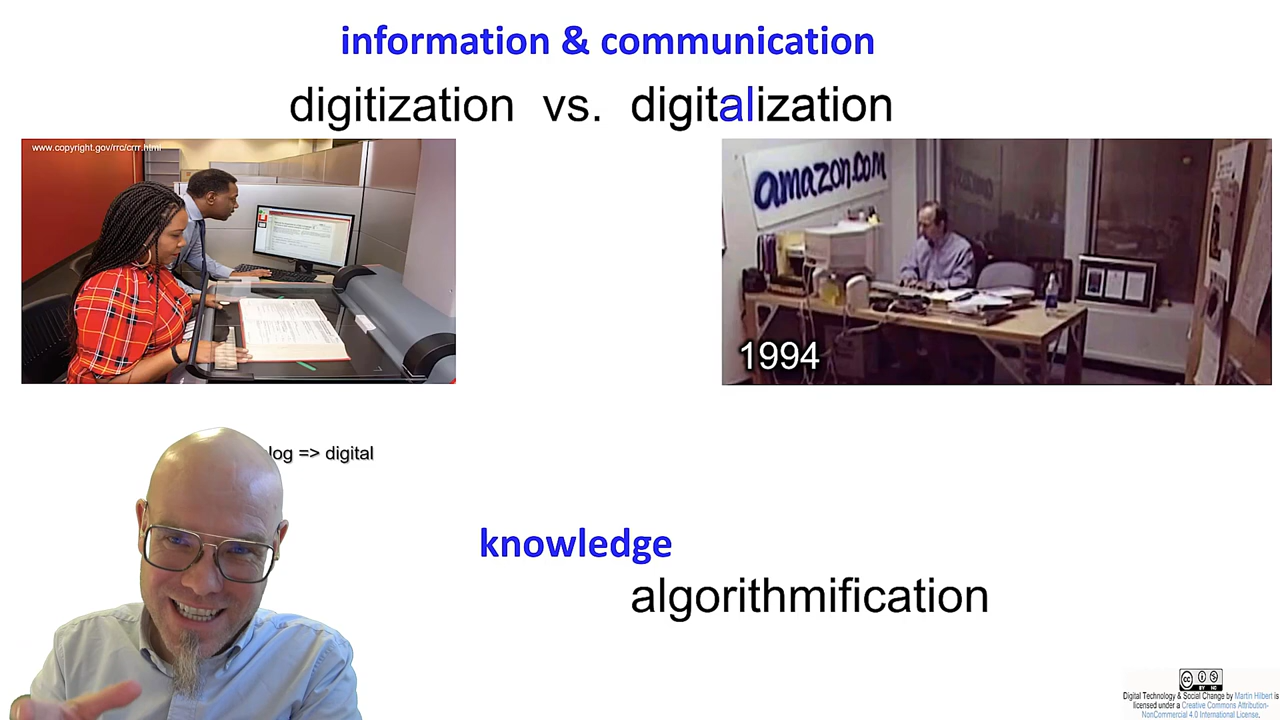 information & communication
digitization vs. digitalization
www.copyright.gov/rrc/crrr.html
amazon.com
1994
log => digital
knowledge
algorithmification
Digital Technology & Social Change by Martin Hilbert is
licensed under a Creative Commons Attribution-
NonCommercial 4.0 International License.